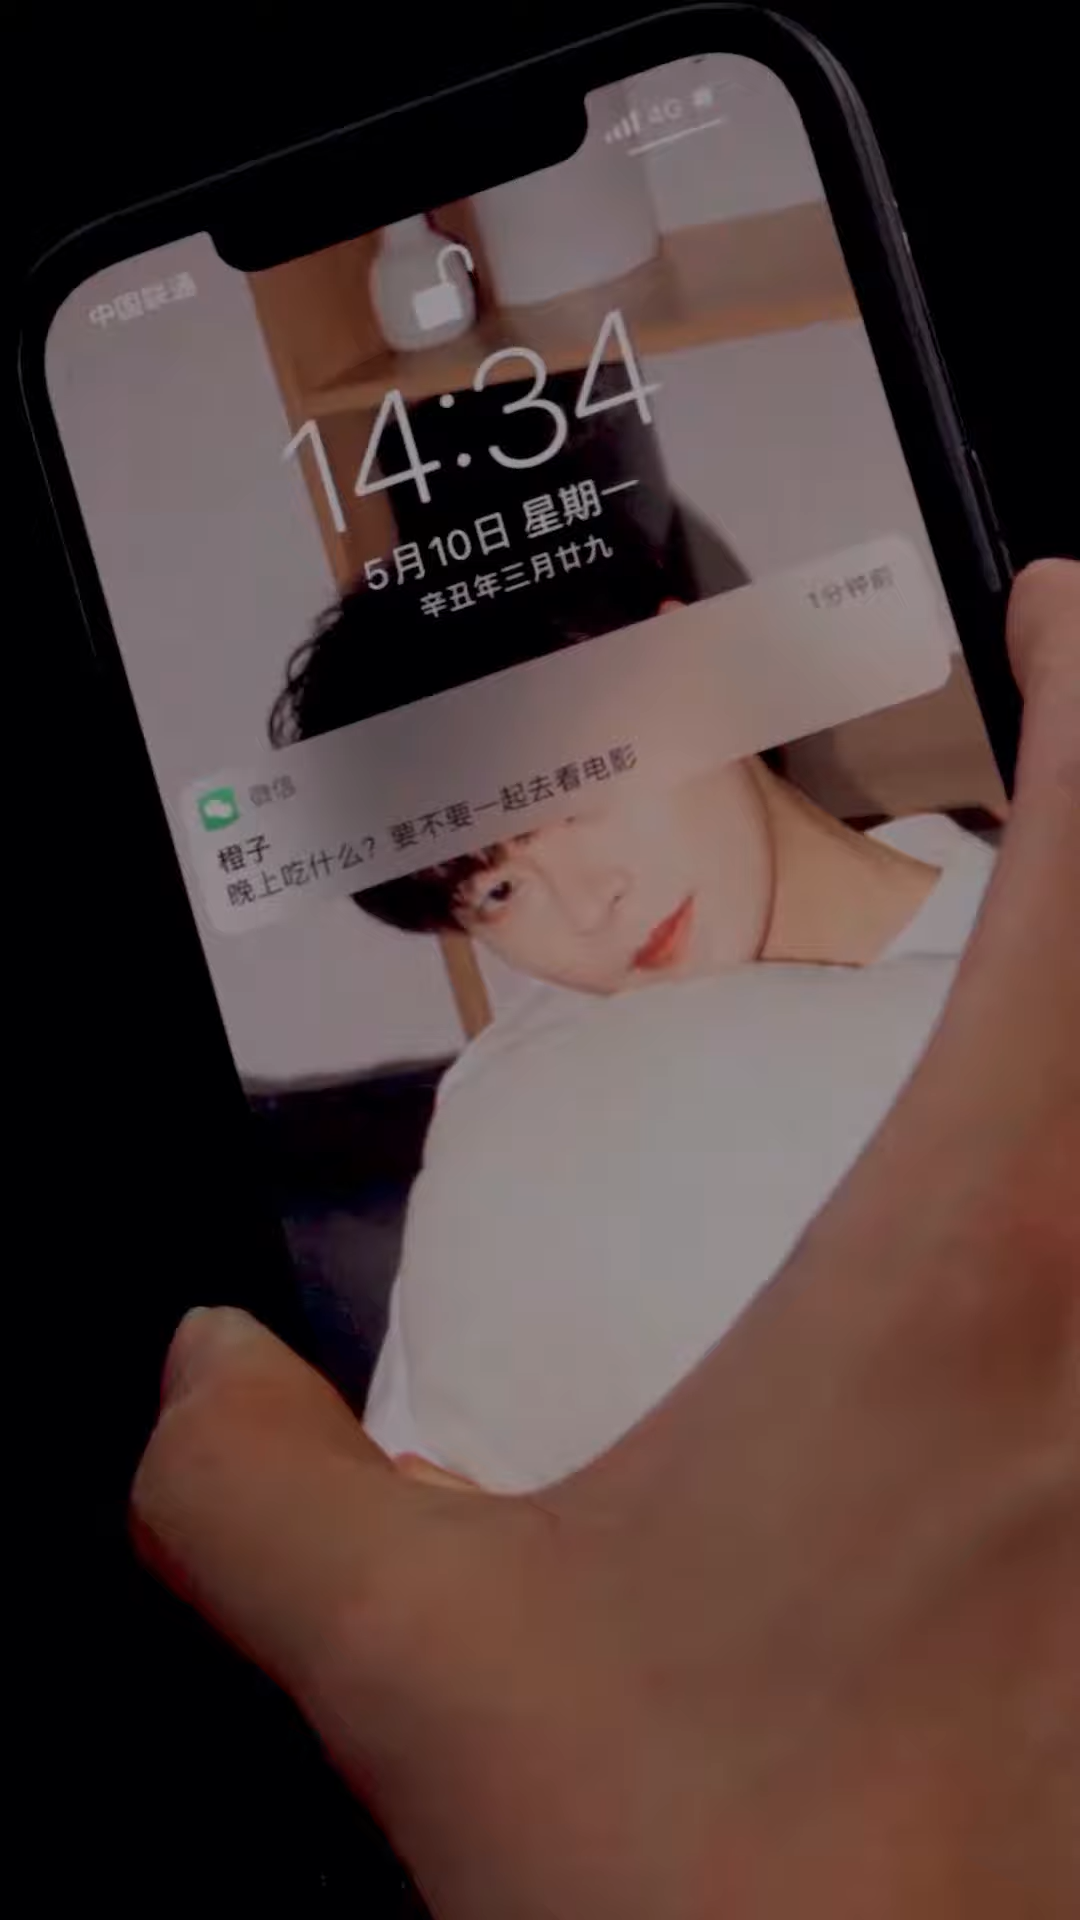 中国联通
4G
14:34
5月10日 星期一
辛丑年三月廿九
微信
1分钟前
橙子
晚上吃什么？要不要一起去看电影